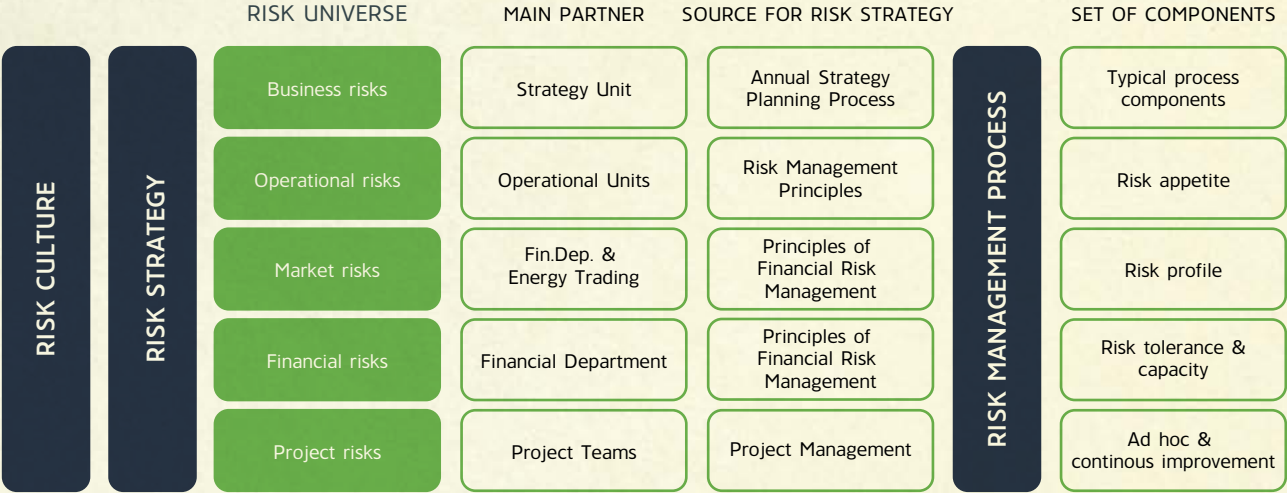 RISK UNIVERSE
MAIN PARTNER
SOURCE FOR RISK STRATEGY
SET OF COMPONENTS
RISK CULTURE
RISK STRATEGY
Business risks
Strategy Unit
Annual Strategy
Planning Process
Operational risks
Operational Units
Risk Management
Principles
Market risks
Fin.Dep. &
Energy Trading
Principles of
Financial Risk
Management
Financial risks
Financial Department
Principles of
Financial Risk
Management
Project risks
Project Teams
Project Management
RISK MANAGEMENT PROCESS
Typical process
components
Risk appetite
Risk profile
Risk tolerance &
capacity
Ad hoc &
continous improvement